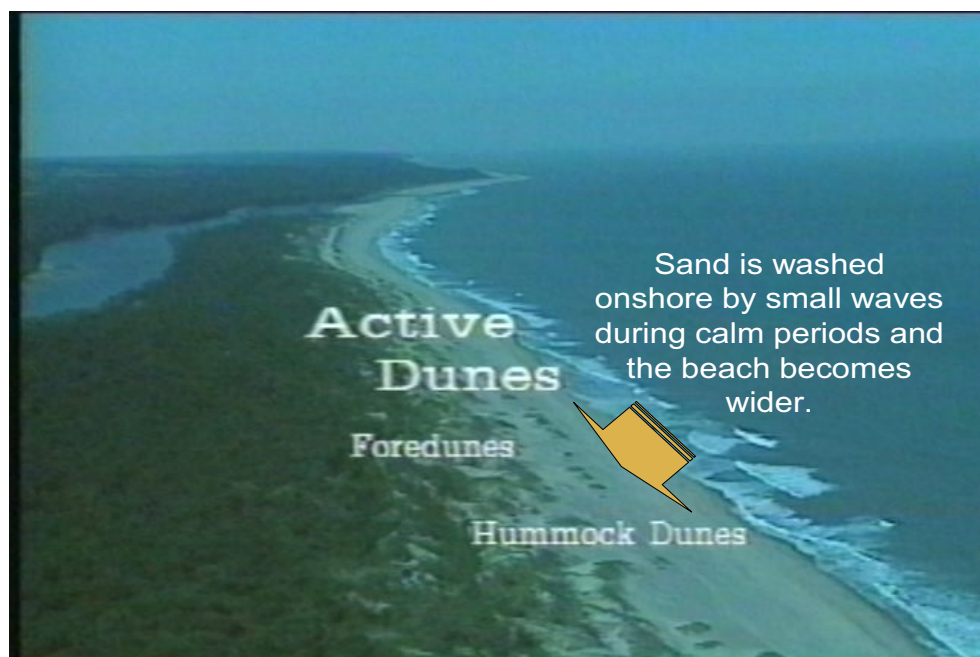 Sand is washed
onshore by small waves
during calm periods and
the beach becomes
wider.
Active
Dunes
Foredunes
Hummock Dunes